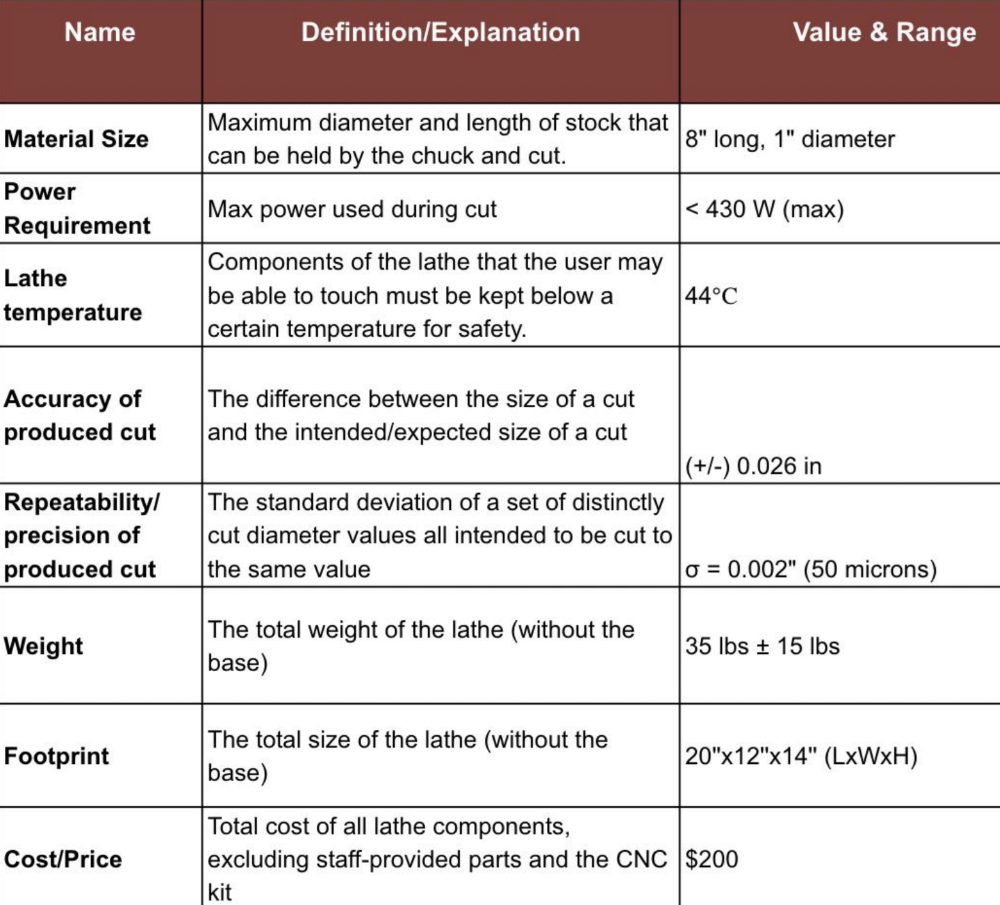 Name
Definition/Explanation
Value & Range
Material Size
Maximum diameter and length of stock that
can be held by the chuck and cut.
8" long, 1" diameter
Power
Requirement
Max power used during cut
< 430 W (max)
Lathe
temperature
Components of the lathe that the user may
be able to touch must be kept below a
certain temperature for safety.
44°C
Accuracy of
produced cut
The difference between the size of a cut
and the intended/expected size of a cut
(+/-) 0.026 in
Repeatability/
precision of
produced cut
The standard deviation of a set of distinctly
cut diameter values all intended to be cut to
the same value
σ = 0.002" (50 microns)
Weight
The total weight of the lathe (without the
base)
35 lbs ± 15 lbs
Footprint
The total size of the lathe (without the
base)
20"x12"x14" (LxWxH)
Cost/Price
Total cost of all lathe components,
excluding staff-provided parts and the CNC
kit
$200